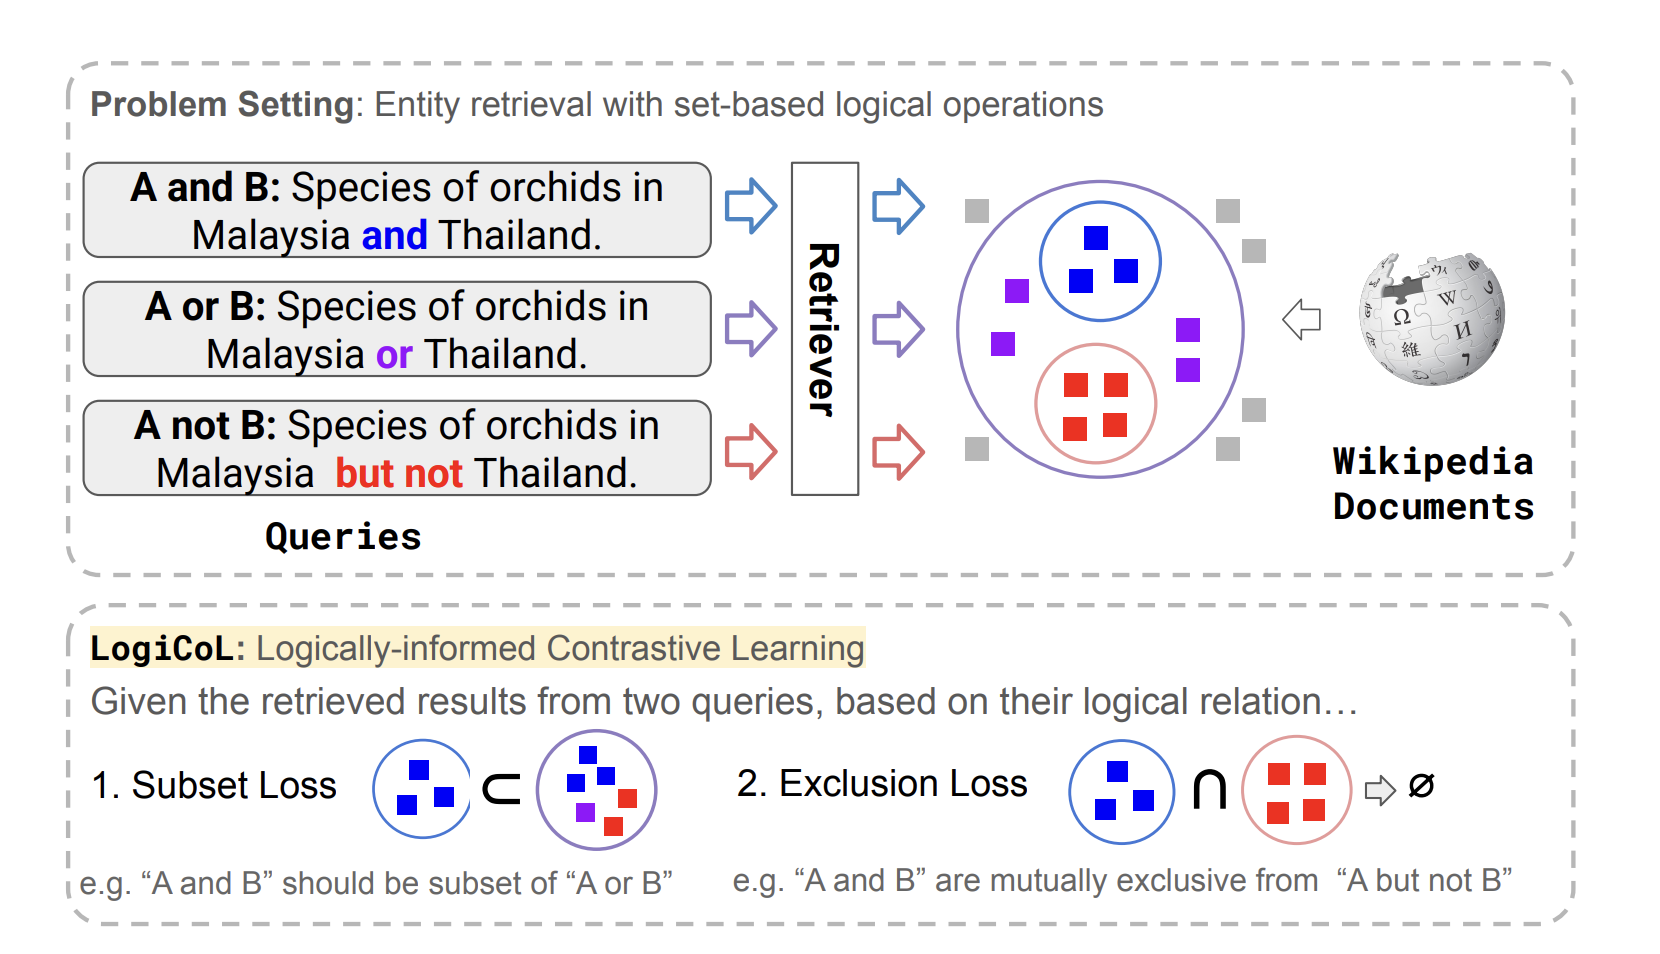 Problem Setting: Entity retrieval with set-based logical operations
A and B: Species of orchids in
Malaysia and Thailand.
A or B: Species of orchids in
Malaysia or Thailand.
A not B: Species of orchids in
Malaysia but not Thailand.
Queries
Retriever
Ω
W
И
維
Wikipedia
Documents
LogiCoL: Logically-informed Contrastive Learning
Given the retrieved results from two queries, based on their logical relation…
1. Subset Loss ⊂
2. Exclusion Loss ∩ ∅
e.g. “A and B” should be subset of “A or B”
e.g. “A and B” are mutually exclusive from “A but not B”